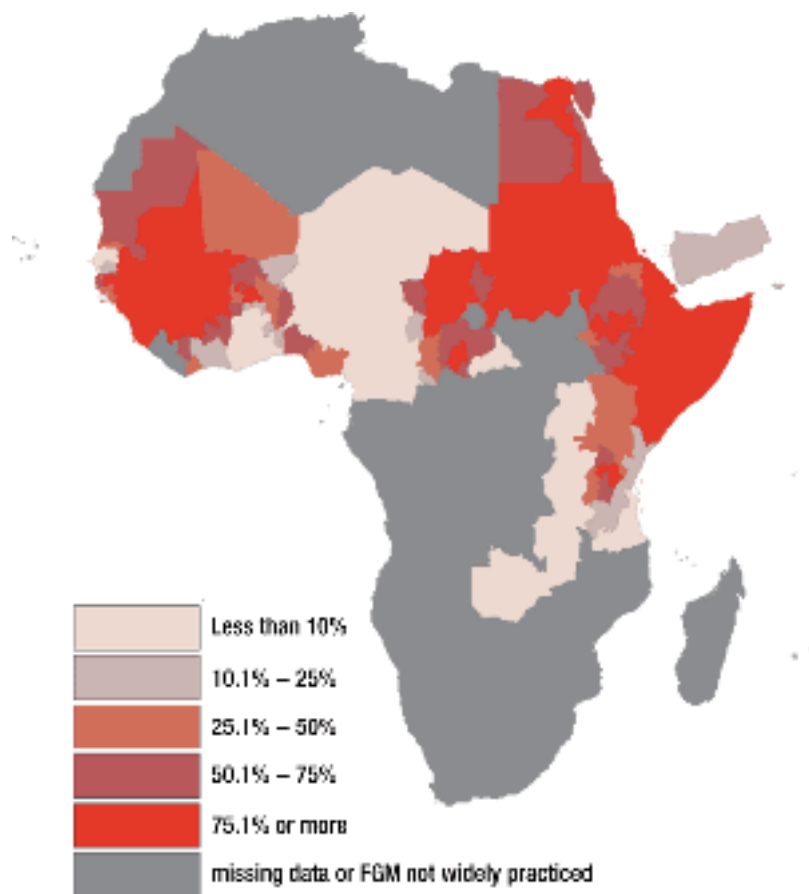 Less than 10%
10.1% – 25%
25.1% – 50%
50.1% – 75%
75.1% or more
missing data or FGM not widely practiced